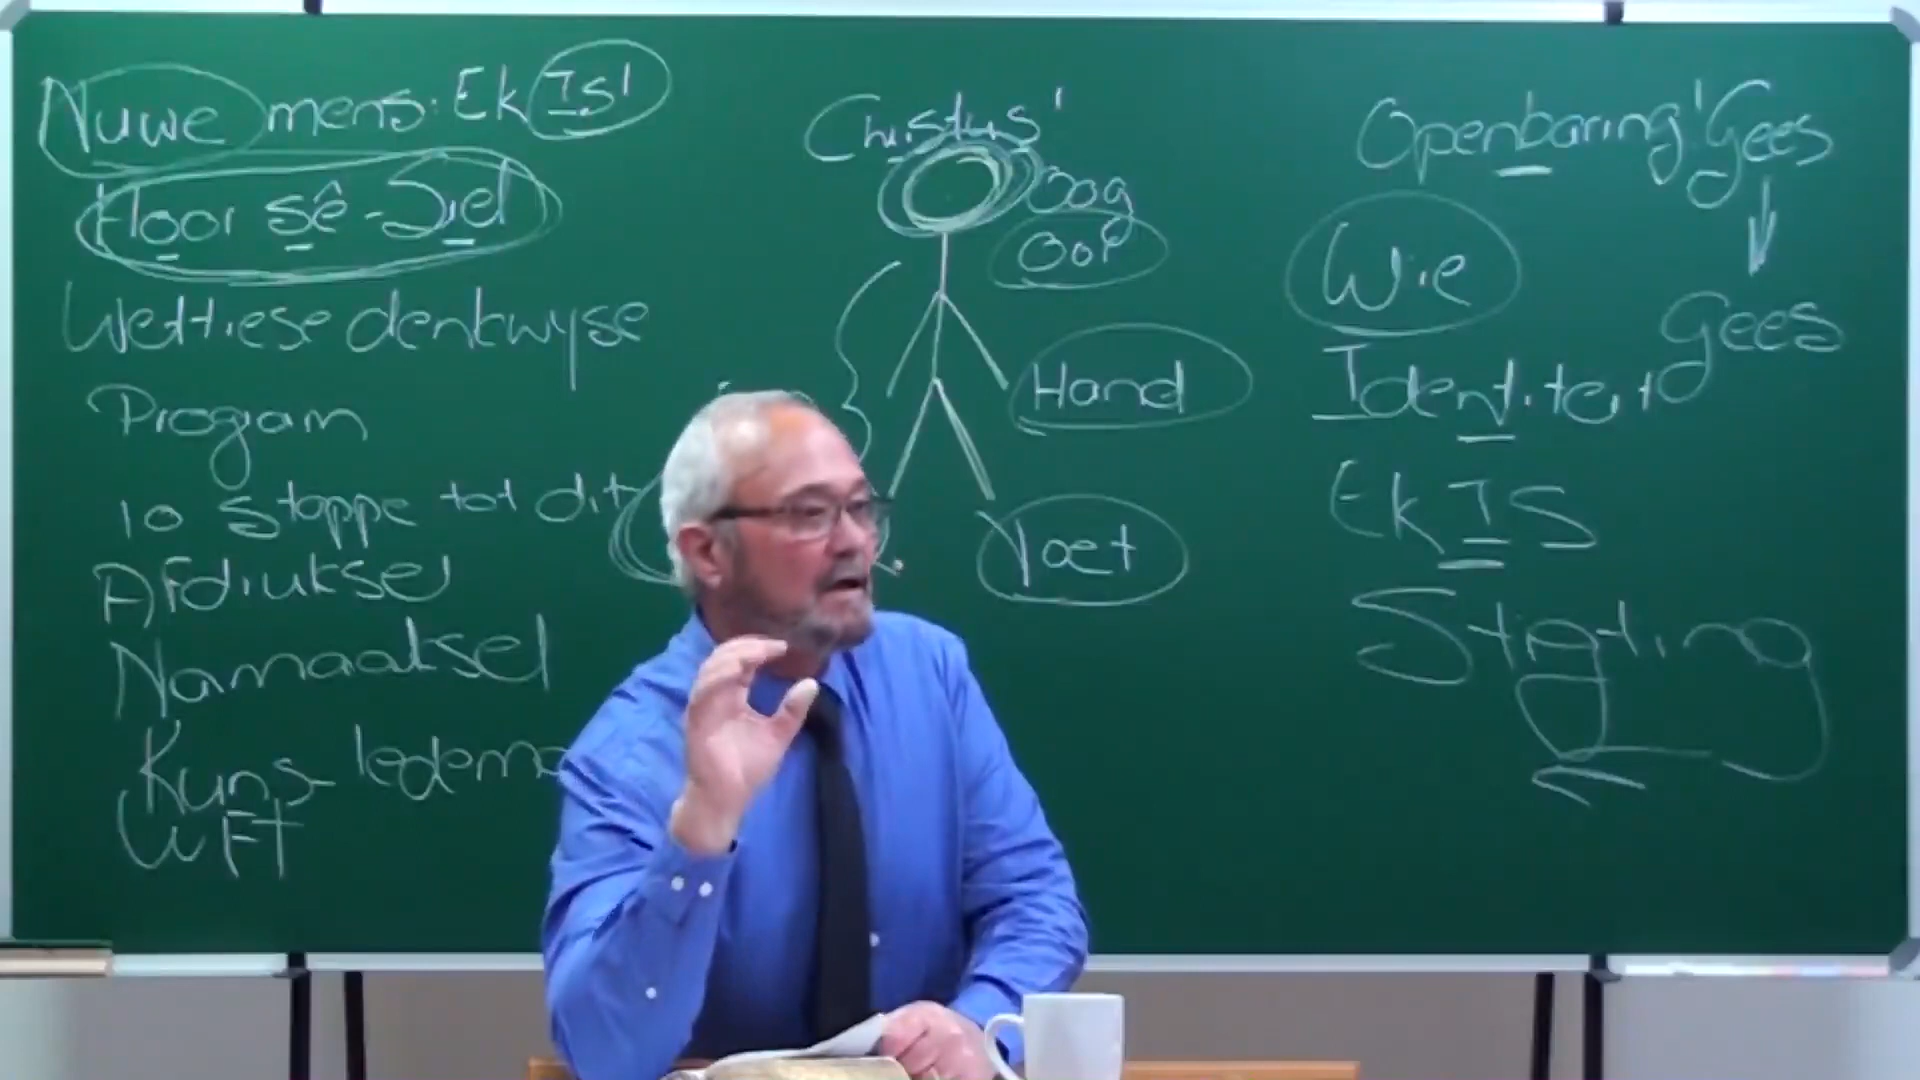 Nuwe mens: Ek Is!
Hoor sê - Siel
Wettiese denkwyse
Program
10 Stappe tot dit
Afdruksel
Namaaksel
Kuns ledema
WFT
Christus'
Oog
Oor
Hand
Voet
Openbaring! Gees
Gees
Wie
Identiteit
Ek IS
Stigting